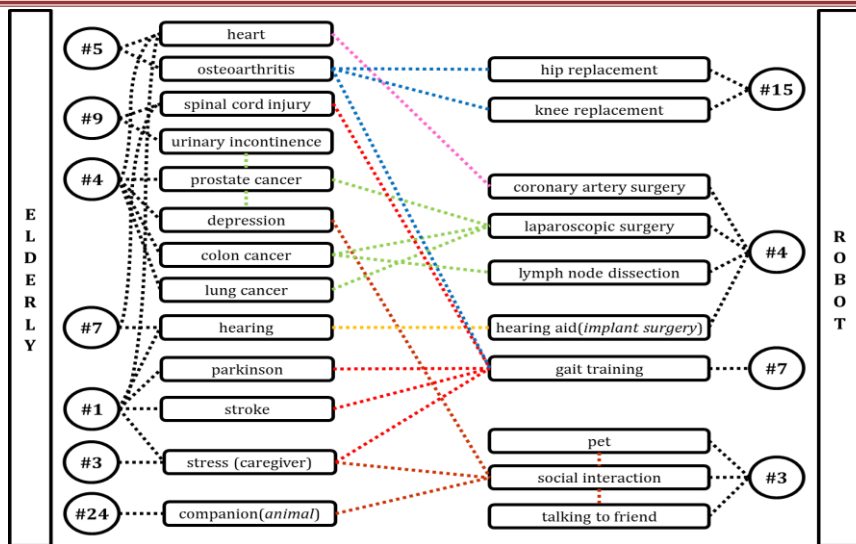 ELDERLY
#5
#9
#4
#7
#1
#3
#24
heart
osteoarthritis
spinal cord injury
urinary incontinence
prostate cancer
depression
colon cancer
lung cancer
hearing
parkinson
stroke
stress (caregiver)
companion(animal)
hip replacement
knee replacement
coronary artery surgery
laparoscopic surgery
lymph node dissection
hearing aid(implant surgery)
gait training
pet
social interaction
talking to friend
#15
#4
#7
#3
ROBOT